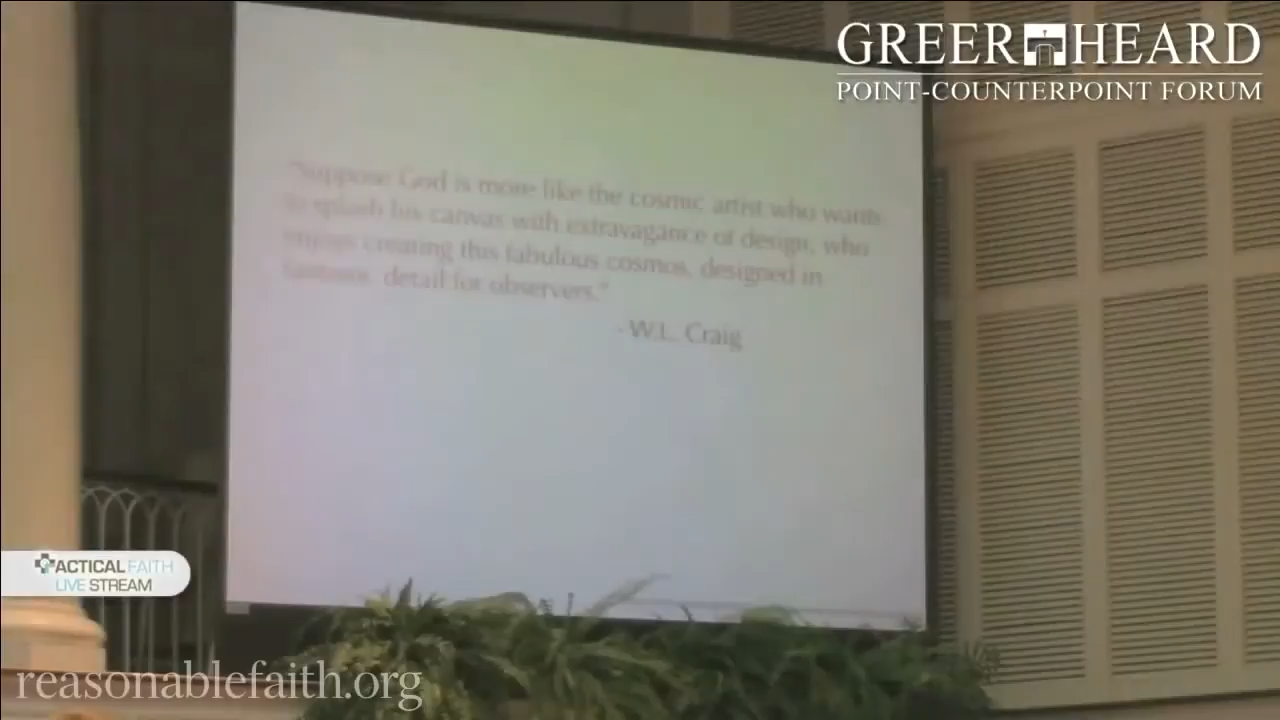 GREER HEARD
POINT-COUNTERPOINT FORUM
"Suppose God is more like the cosmic artist who wants
to splash his canvas with extravagance of design, who
enjoys creating this fabulous cosmos, designed in
fantastic detail for observers."
- W.L. Craig
TACTICAL FAITH
LIVE STREAM
reasonablefaith.org